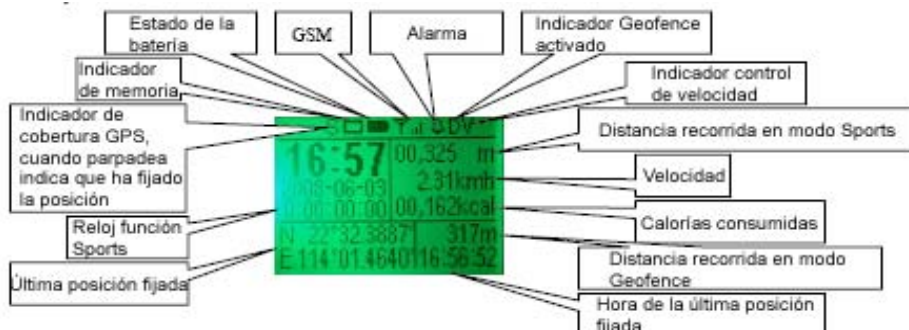 Estado de la
batería
GSM
Alarma
Indicador Geofence
activado
Indicador
de memoria
Indicador control
de velocidad
Indicador de
cobertura GPS,
cuando parpadea
indica que ha fijado
la posición
Distancia recorrida en modo Sports
Velocidad
Reloj función
Sports
Calorías consumidas
Última posición fijada
Distancia recorrida en modo
Geofence
Hora de la última posición
fijada
16:57
00,325 m
2008-06-03
2.31kmh
00:00:00
00,162kcal
N 22°32.3887'
317m
E 114°01.4640'
16:56:52